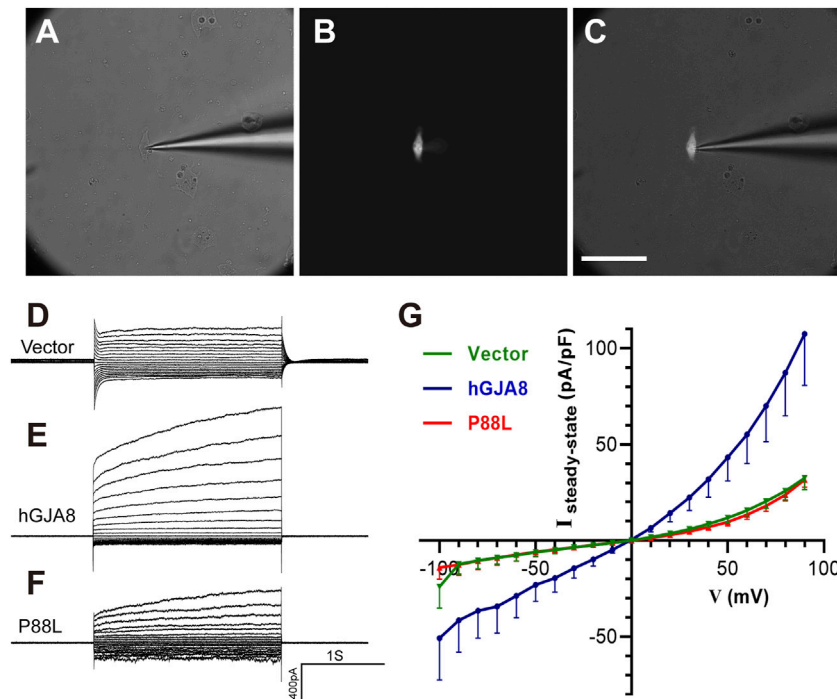 A
B
C
D
Vector
E
hGJA8
F
P88L
1S
400pA
G
Vector
hGJA8
P88L
I steady-state (pA/pF)
100
50
-100
-50
50
100
V (mV)
-50